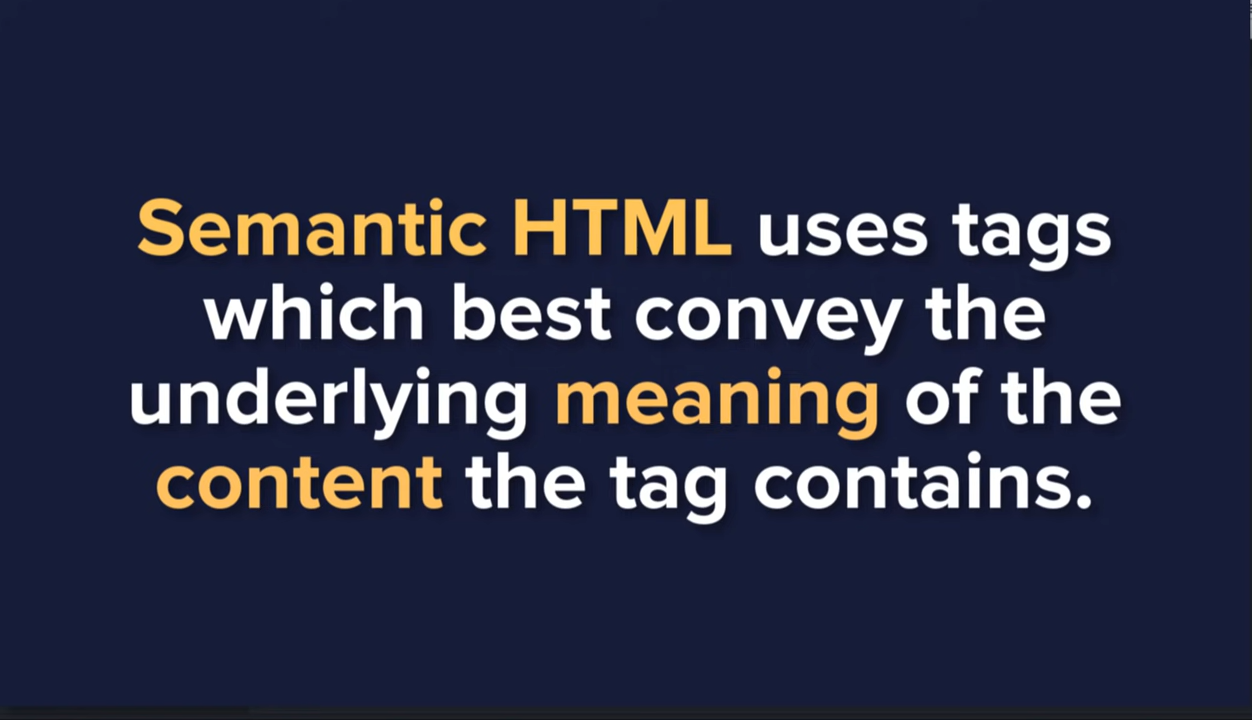 Semantic HTML uses tags
which best convey the
underlying meaning of the
content the tag contains.